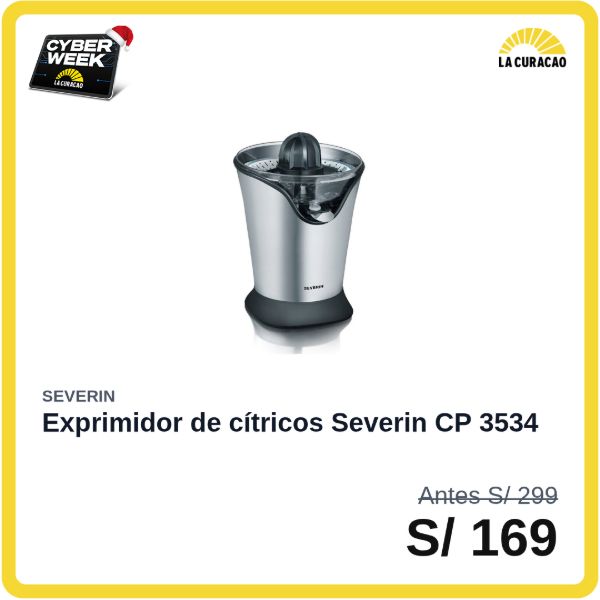 CYBER
WEEK
LA CURACAO
LA CURACAO
SEVERIN
SEVERIN
Exprimidor de cítricos Severin CP 3534
Antes S/ 299
S/ 169